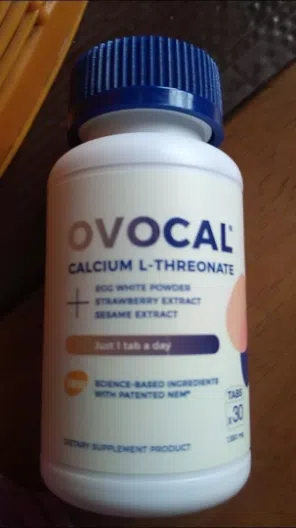 OVOCAL
CALCIUM L-THREONATE
+ EGG WHITE POWDER
STRAWBERRY EXTRACT
SESAME EXTRACT
Just 1 tab a day
SCIENCE-BASED INGREDIENTS
WITH PATENTED NEM®
TABS
x 30
DIETARY SUPPLEMENT PRODUCT